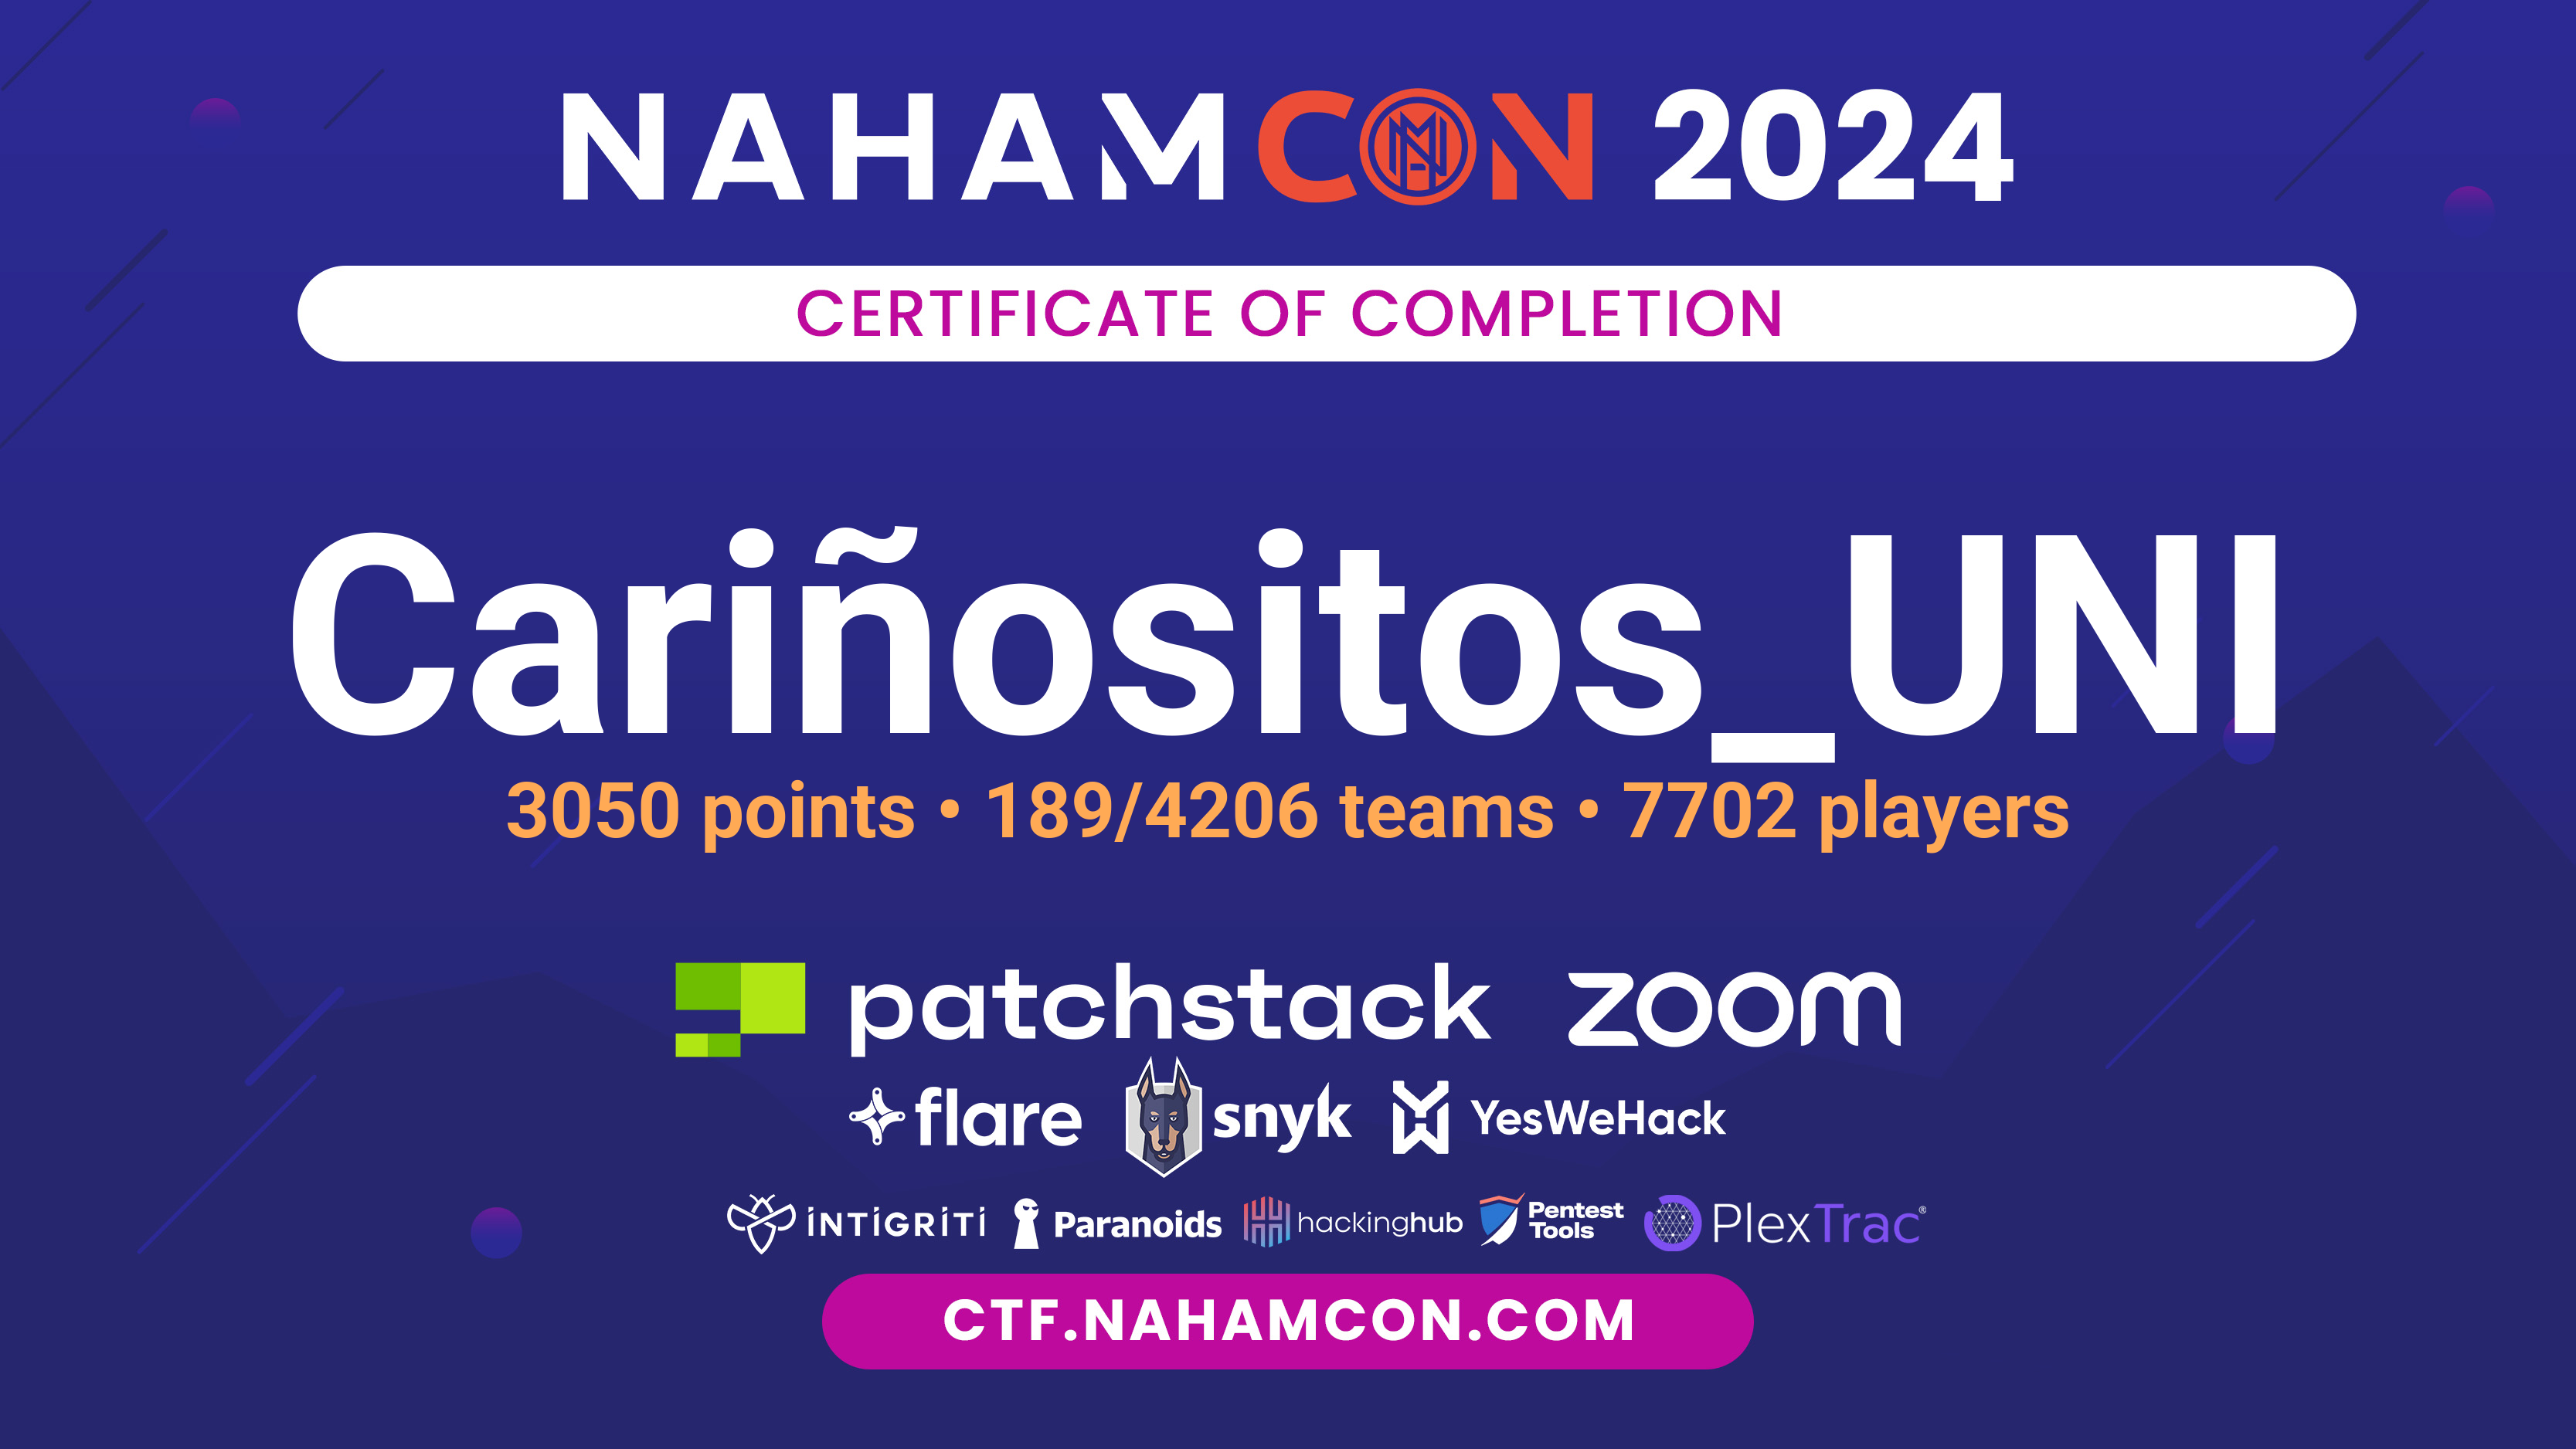 NAHAMCON 2024
CERTIFICATE OF COMPLETION
Cariñositos_UNI
3050 points • 189/4206 teams • 7702 players
patchstack zoom
flare snyk YesWeHack
INTIGRITI Paranoids hackinghub Pentest Tools PlexTrac®
CTF.NAHAMCON.COM